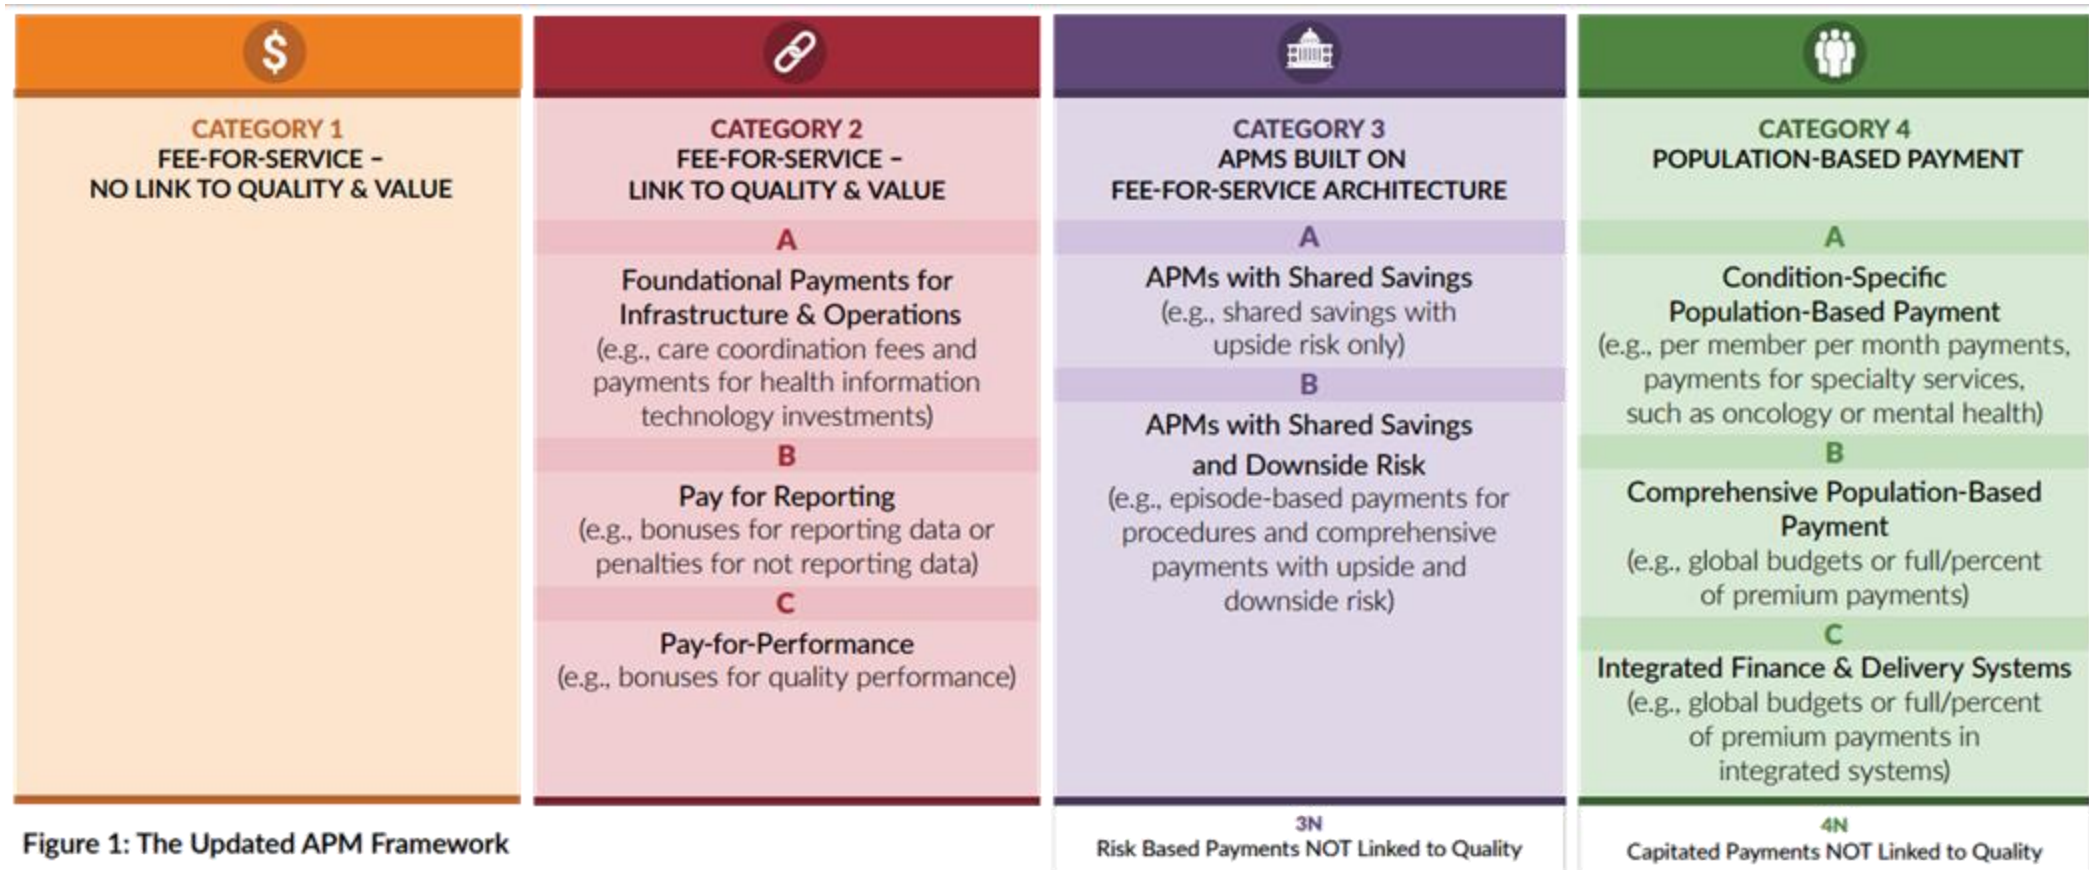 $
CATEGORY 1
FEE-FOR-SERVICE –
NO LINK TO QUALITY & VALUE
CATEGORY 2
FEE-FOR-SERVICE –
LINK TO QUALITY & VALUE
A
Foundational Payments for
Infrastructure & Operations
(e.g., care coordination fees and
payments for health information
technology investments)
B
Pay for Reporting
(e.g., bonuses for reporting data or
penalties for not reporting data)
C
Pay-for-Performance
(e.g., bonuses for quality performance)
CATEGORY 3
APMS BUILT ON
FEE-FOR-SERVICE ARCHITECTURE
A
APMs with Shared Savings
(e.g., shared savings with
upside risk only)
B
APMs with Shared Savings
and Downside Risk
(e.g., episode-based payments for
procedures and comprehensive
payments with upside and
downside risk)
3N
Risk Based Payments NOT Linked to Quality
CATEGORY 4
POPULATION-BASED PAYMENT
A
Condition-Specific
Population-Based Payment
(e.g., per member per month payments,
payments for specialty services,
such as oncology or mental health)
B
Comprehensive Population-Based
Payment
(e.g., global budgets or full/percent
of premium payments)
C
Integrated Finance & Delivery Systems
(e.g., global budgets or full/percent
of premium payments in
integrated systems)
4N
Capitated Payments NOT Linked to Quality
Figure 1: The Updated APM Framework